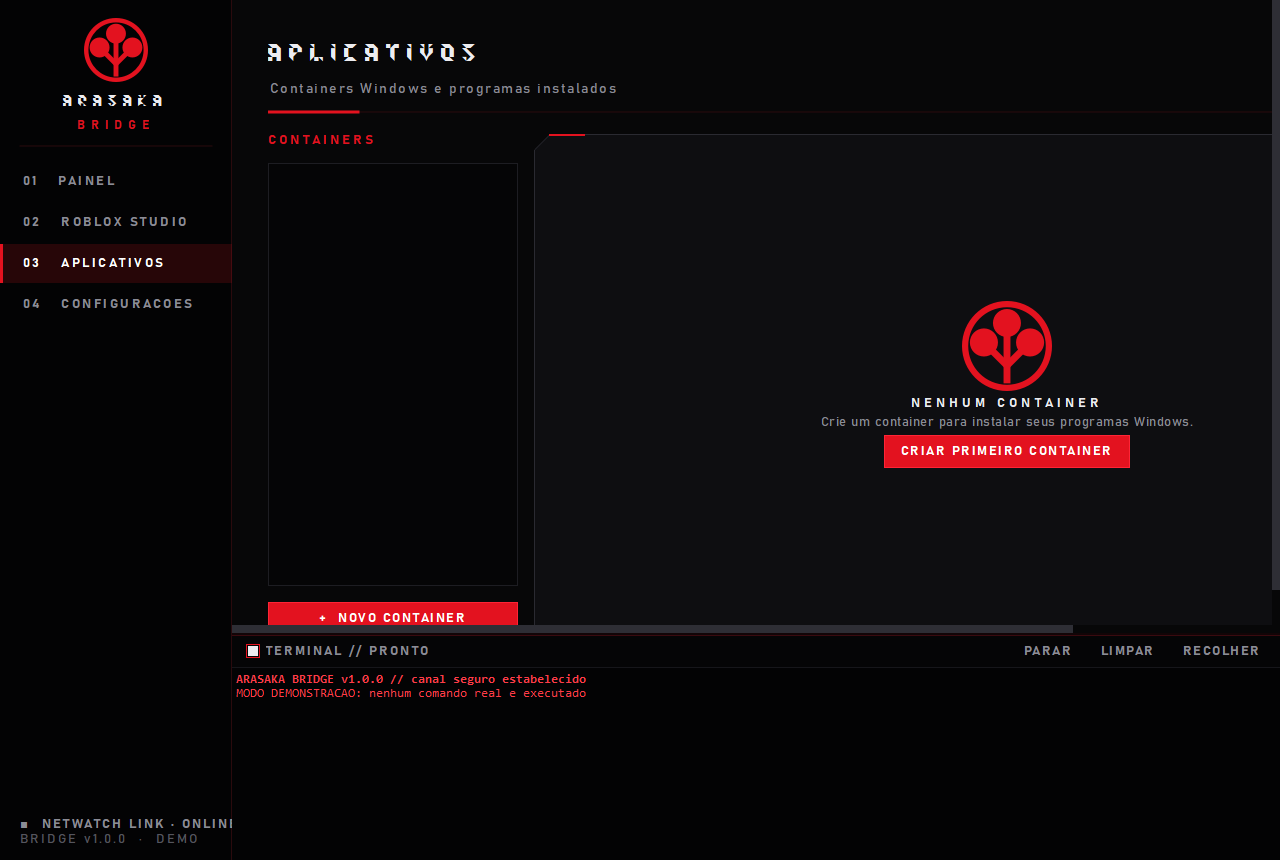 ARASAKA
BRIDGE
01 PAINEL
02 ROBLOX STUDIO
03 APLICATIVOS
04 CONFIGURACOES
NETWATCH LINK · ONLINE
BRIDGE v1.0.0 · DEMO
APLICATIVOS
Containers Windows e programas instalados
CONTAINERS
+ NOVO CONTAINER
NENHUM CONTAINER
Crie um container para instalar seus programas Windows.
CRIAR PRIMEIRO CONTAINER
TERMINAL // PRONTO
PARAR LIMPAR RECOLHER
ARASAKA BRIDGE v1.0.0 // canal seguro estabelecido
MODO DEMONSTRACAO: nenhum comando real e executado